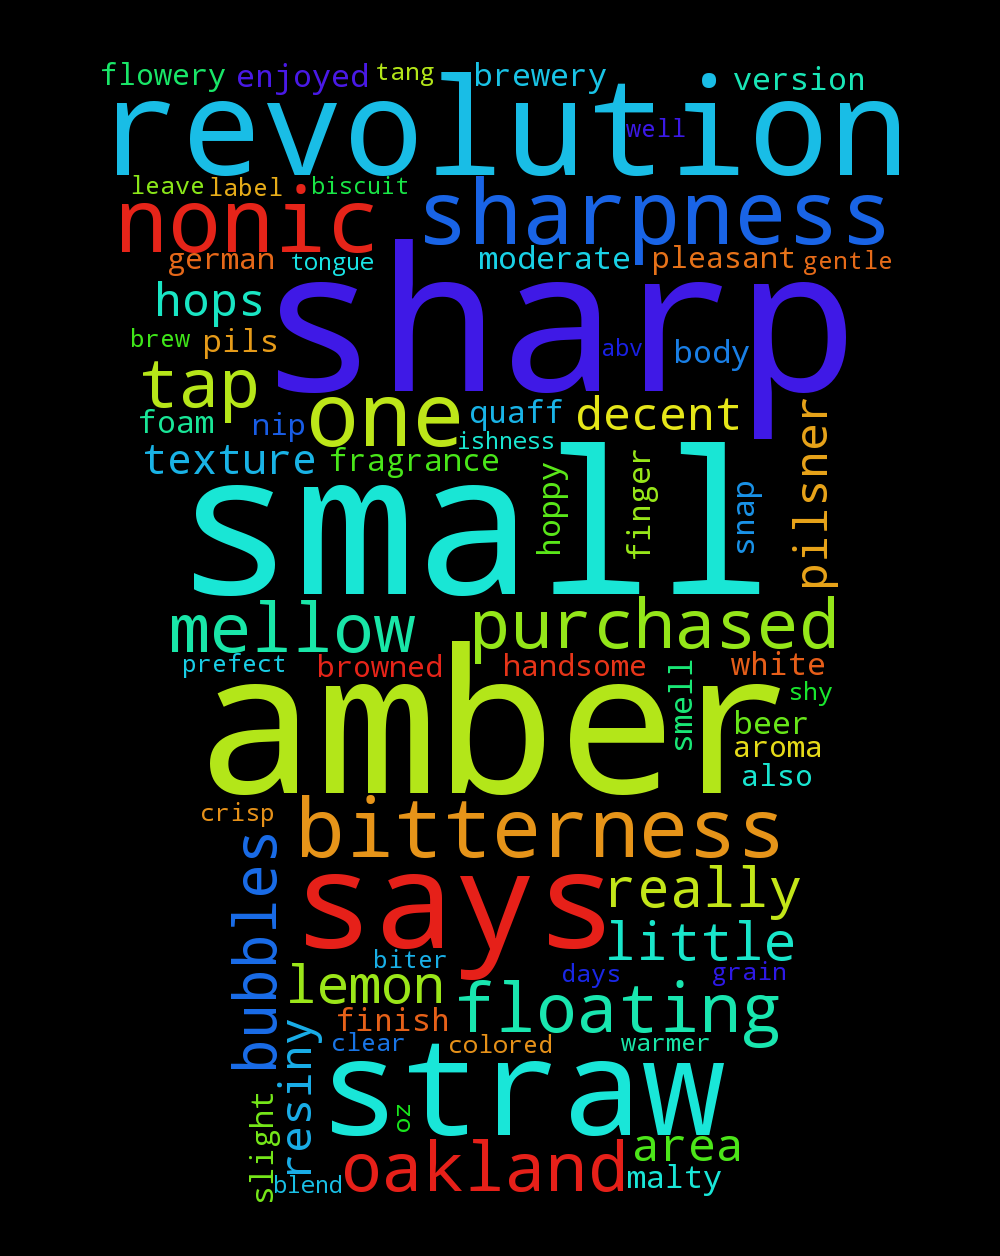 flowery enjoyed tang brewery version
revolution
well
leave label biscuit
nonic sharpness
german tongue moderate pleasant gentle
sharp
hops
brew pils abv body
tap one quaff decent
foam nip ishness
texture fragrance
pilsner
small
hoppy finger snap
mellow purchased
prefect browned handsome white
amber
smell shy
beer
aroma
also
crisp bitterness
bubbles
says really
little
biter days grain
lemon floating
finish
resiny
clear colored warmer
straw
oz
slight
oakland area
blend malty